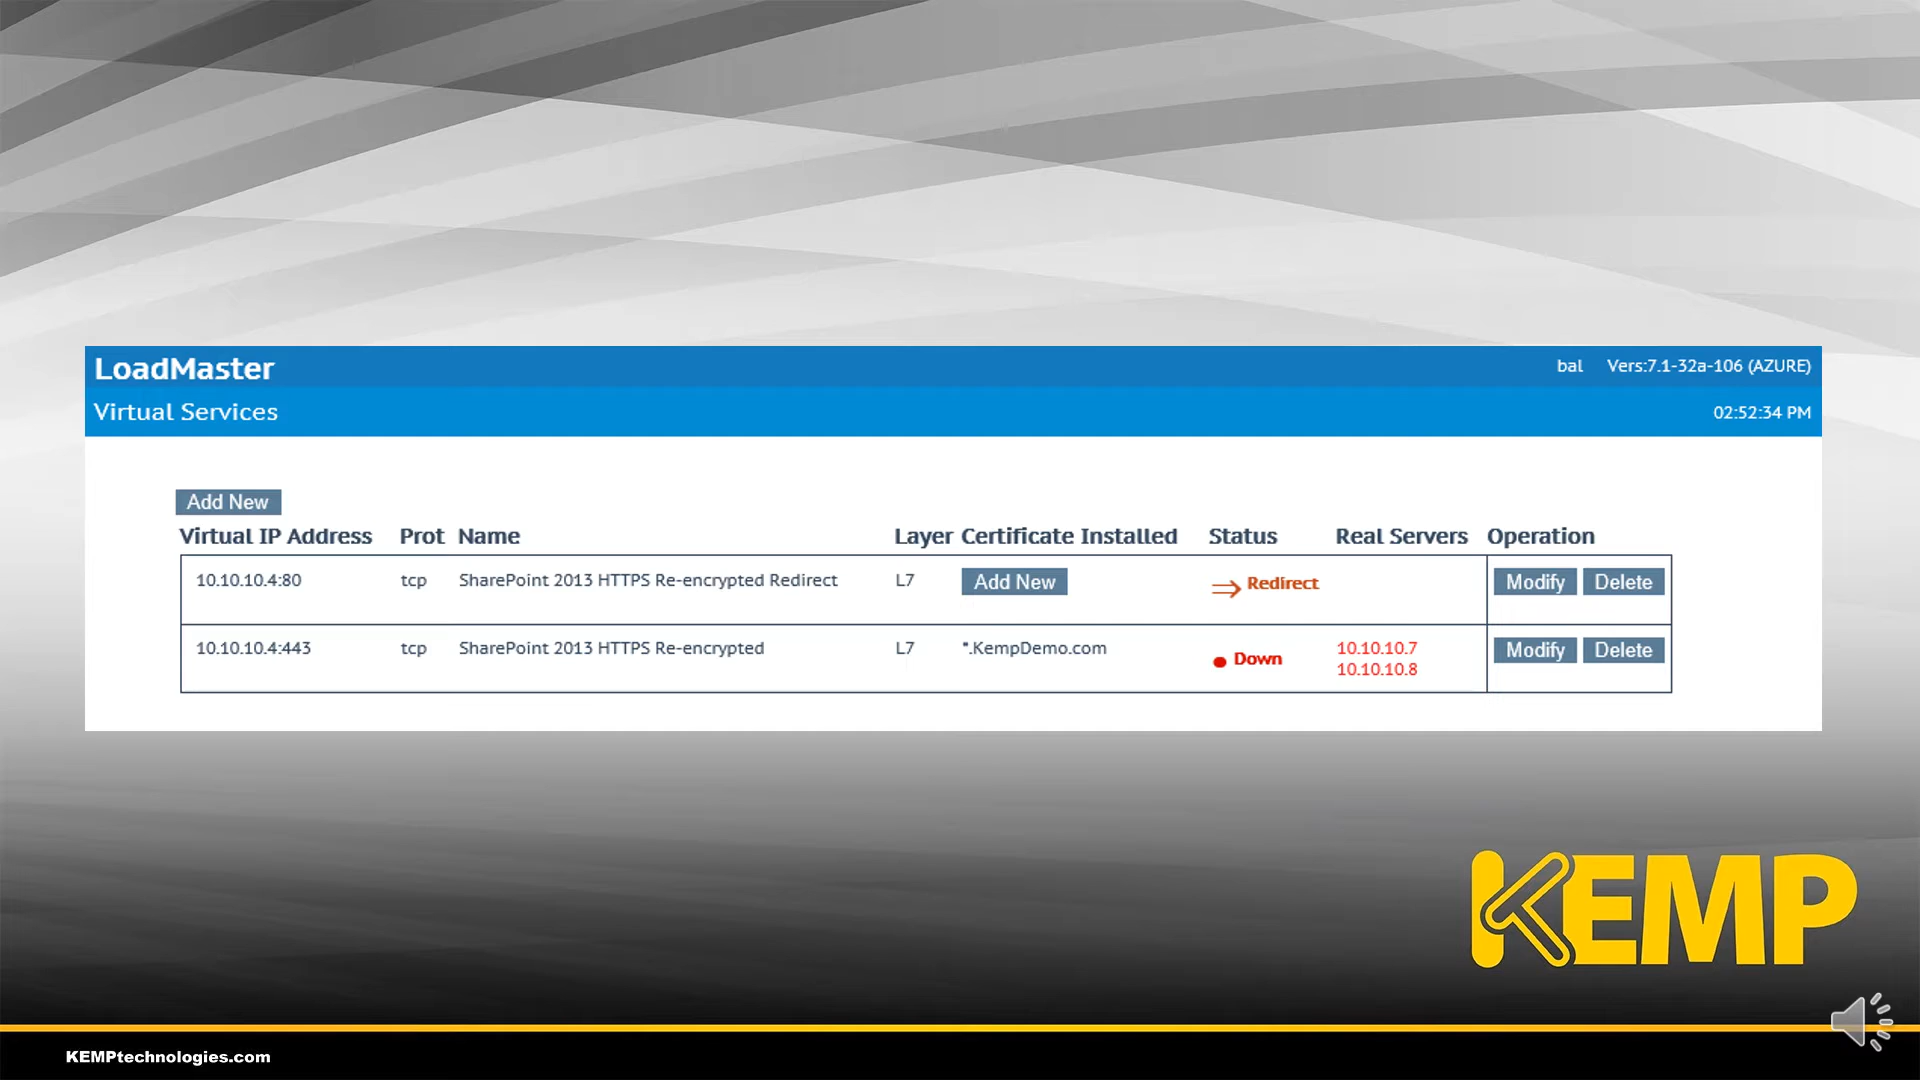 LoadMaster
bal Vers:7.1-32a-106 (AZURE)
Virtual Services
02:52:34 PM
Add New
Virtual IP Address Prot Name Layer Certificate Installed Status Real Servers Operation
10.10.10.4:80 tcp SharePoint 2013 HTTPS Re-encrypted Redirect L7 Add New Redirect Modify Delete
10.10.10.4:443 tcp SharePoint 2013 HTTPS Re-encrypted L7 *.KempDemo.com Down 10.10.10.7 Modify Delete
10.10.10.8
KEMP
KEMPtechnologies.com